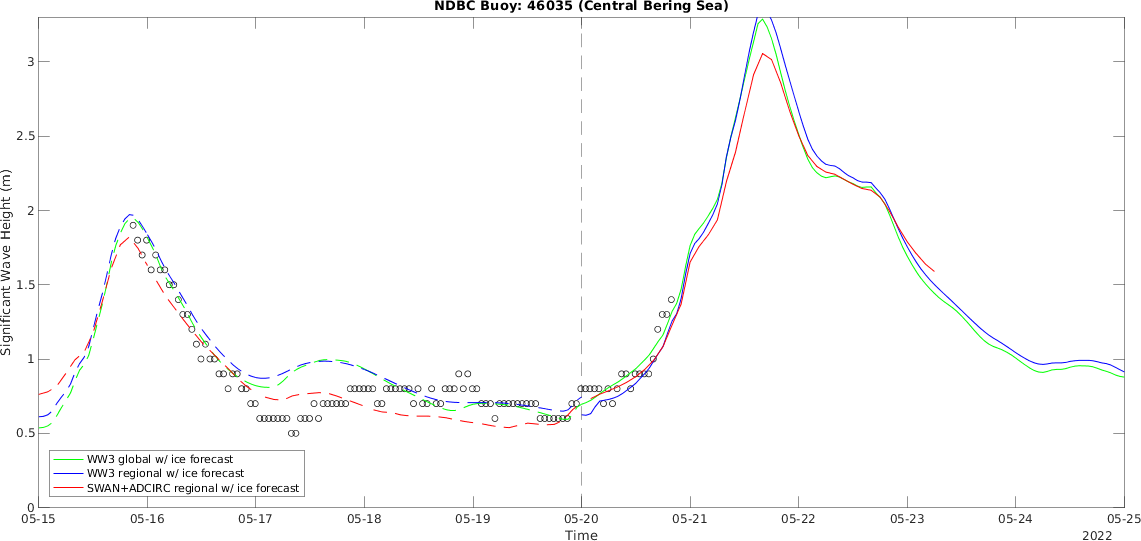 NDBC Buoy: 46035 (Central Bering Sea)
Significant Wave Height (m)
3
2.5
2
1.5
1
0.5
0
WW3 global w/ ice forecast
WW3 regional w/ ice forecast
SWAN+ADCIRC regional w/ ice forecast
05-15 05-16 05-17 05-18 05-19 05-20 05-21 05-22 05-23 05-24 05-25
Time
2022